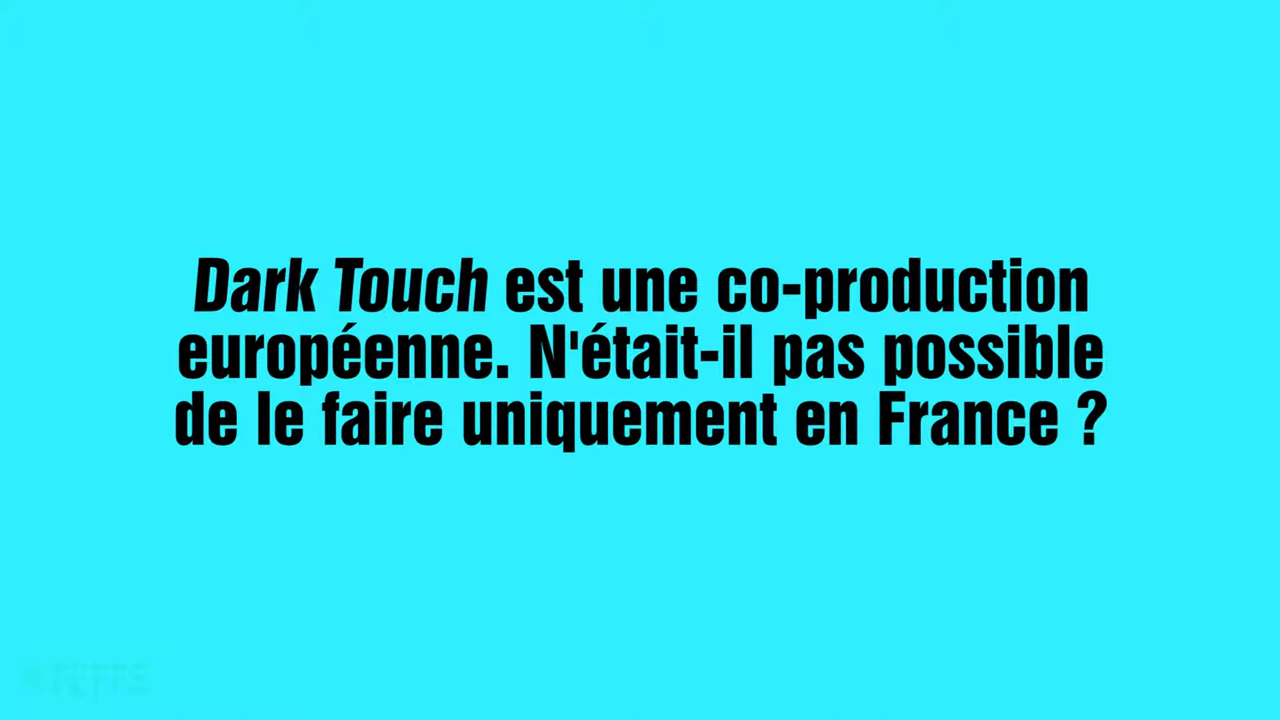 Dark Touch est une co-production
européenne. N'était-il pas possible
de le faire uniquement en France ?